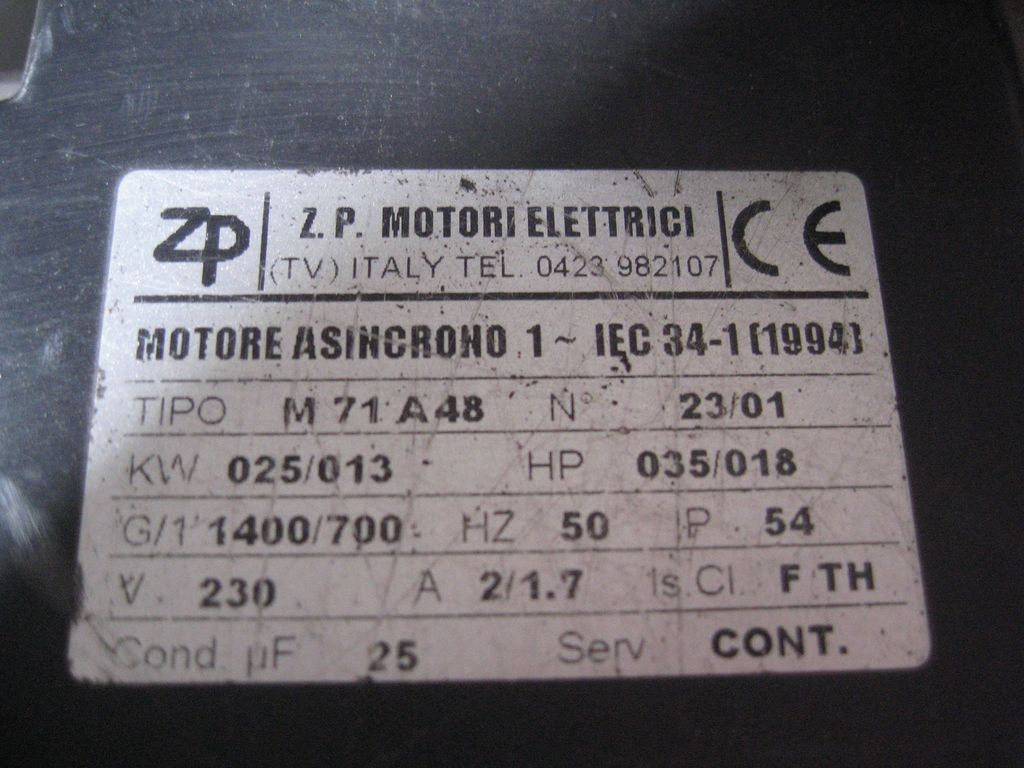 ZP Z. P. MOTORI ELETTRICI CE
(TV) ITALY TEL. 0423 982107
MOTORE ASINCRONO 1 ~ IEC 34-1 (1994)
TIPO M 71 A 48 N° 23/01
KW 025/013 HP 035/018
G/1' 1400/700 HZ 50 IP 54
V. 230 A 2/1.7 Is. Cl. F TH
Cond. µF 25 Serv. CONT.